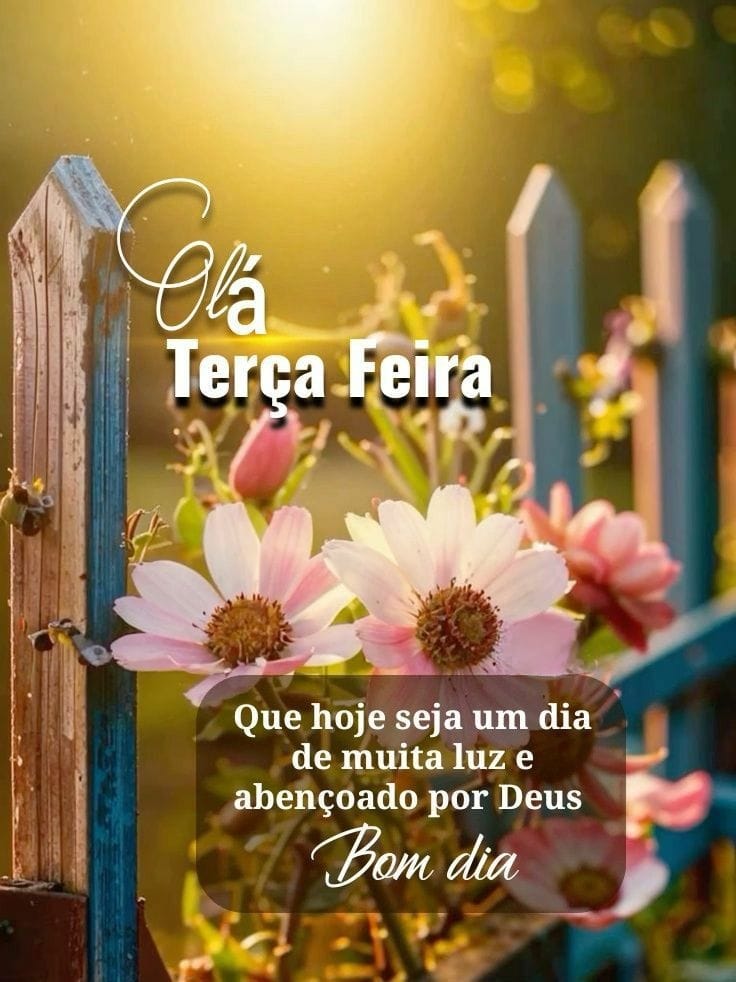 Olá
Terça Feira
Que hoje seja um dia
de muita luz e
abençoado por Deus
Bom dia